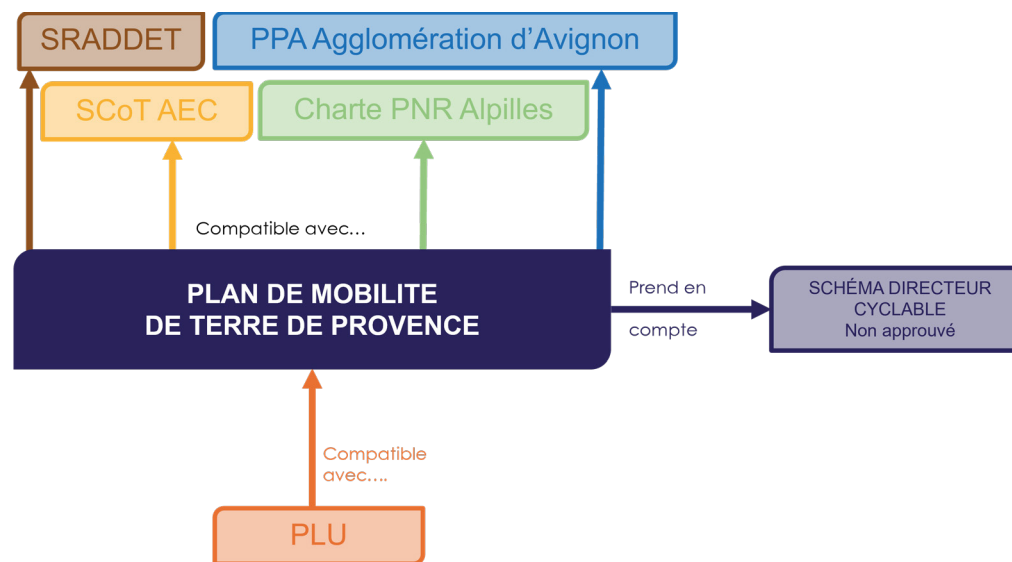 SRADDET
PPA Agglomération d’Avignon
SCoT AEC
Charte PNR Alpilles
Compatible avec…
PLAN DE MOBILITE
DE TERRE DE PROVENCE
Prend en
compte
SCHÉMA DIRECTEUR
CYCLABLE
Non approuvé
Compatible
avec….
PLU